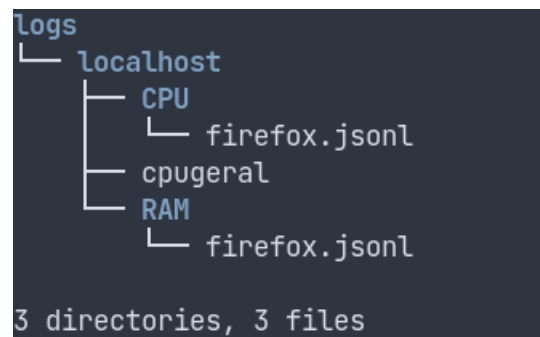 logs
└── localhost
    ├── CPU
    │   └── firefox.jsonl
    ├── cpugeral
    └── RAM
        └── firefox.jsonl
3 directories, 3 files